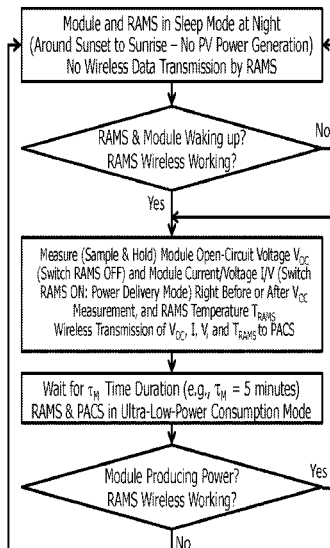 Module and RAMS in Sleep Mode at Night
(Around Sunset to Sunrise – No PV Power Generation)
No Wireless Data Transmission by RAMS
RAMS & Module Waking up?
RAMS Wireless Working?
No
Yes
Measure (Sample & Hold) Module Open-Circuit Voltage V_OC
(Switch RAMS OFF) and Module Current/Voltage I/V (Switch
RAMS ON: Power Delivery Mode) Right Before or After V_OC
Measurement, and RAMS Temperature T_RAMS
Wireless Transmission of V_OC, I, V, and T_RAMS to PACS
Wait for τ_M Time Duration (e.g., τ_M = 5 minutes)
RAMS & PACS in Ultra-Low-Power Consumption Mode
Module Producing Power?
RAMS Wireless Working?
Yes
No